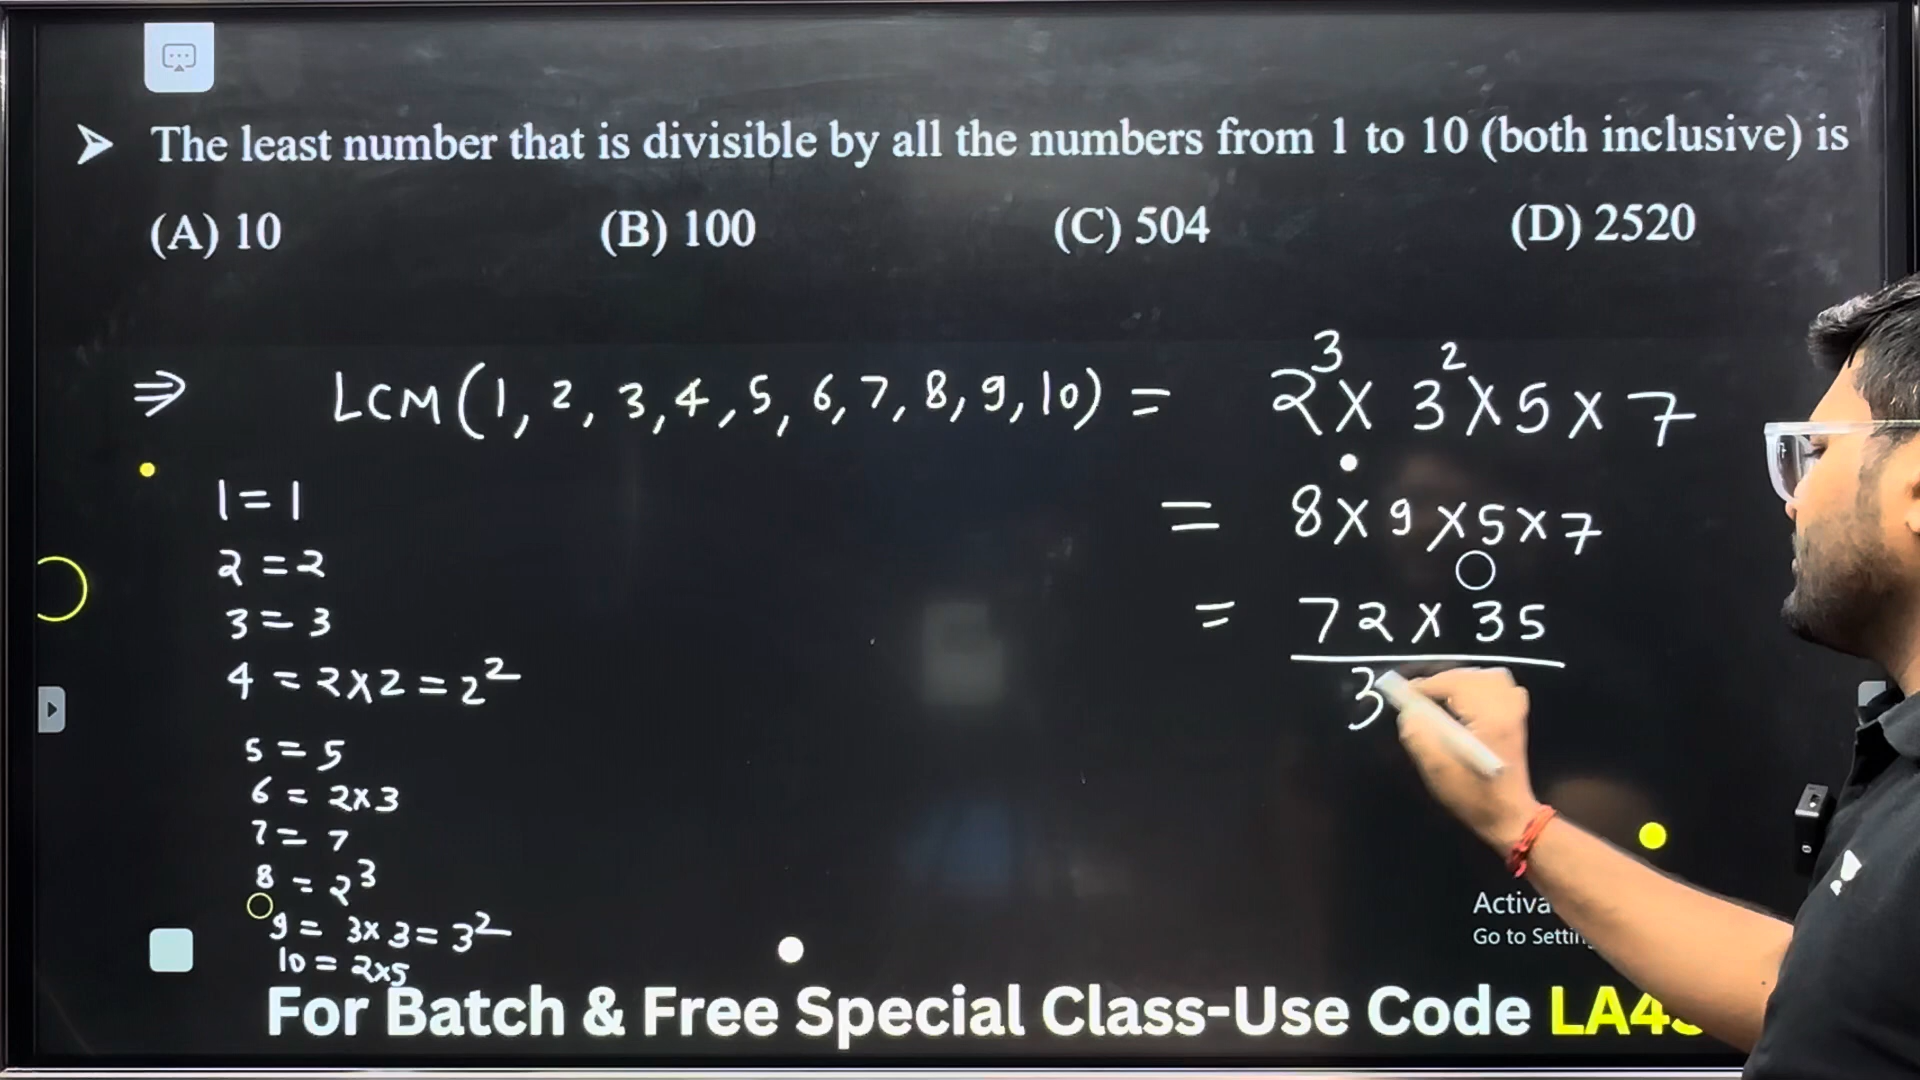 ➤ The least number that is divisible by all the numbers from 1 to 10 (both inclusive) is
(A) 10 (B) 100 (C) 504 (D) 2520
⇒ LCM (1, 2, 3, 4, 5, 6, 7, 8, 9, 10) = 2³ × 3² × 5 × 7
= 8 × 9 × 5 × 7
= 72 × 35
3
1 = 1
2 = 2
3 = 3
4 = 2×2 = 2²
5 = 5
6 = 2×3
7 = 7
8 = 2³
9 = 3×3 = 3²
10 = 2×5
Activa
Go to Settin
For Batch & Free Special Class-Use Code LA45